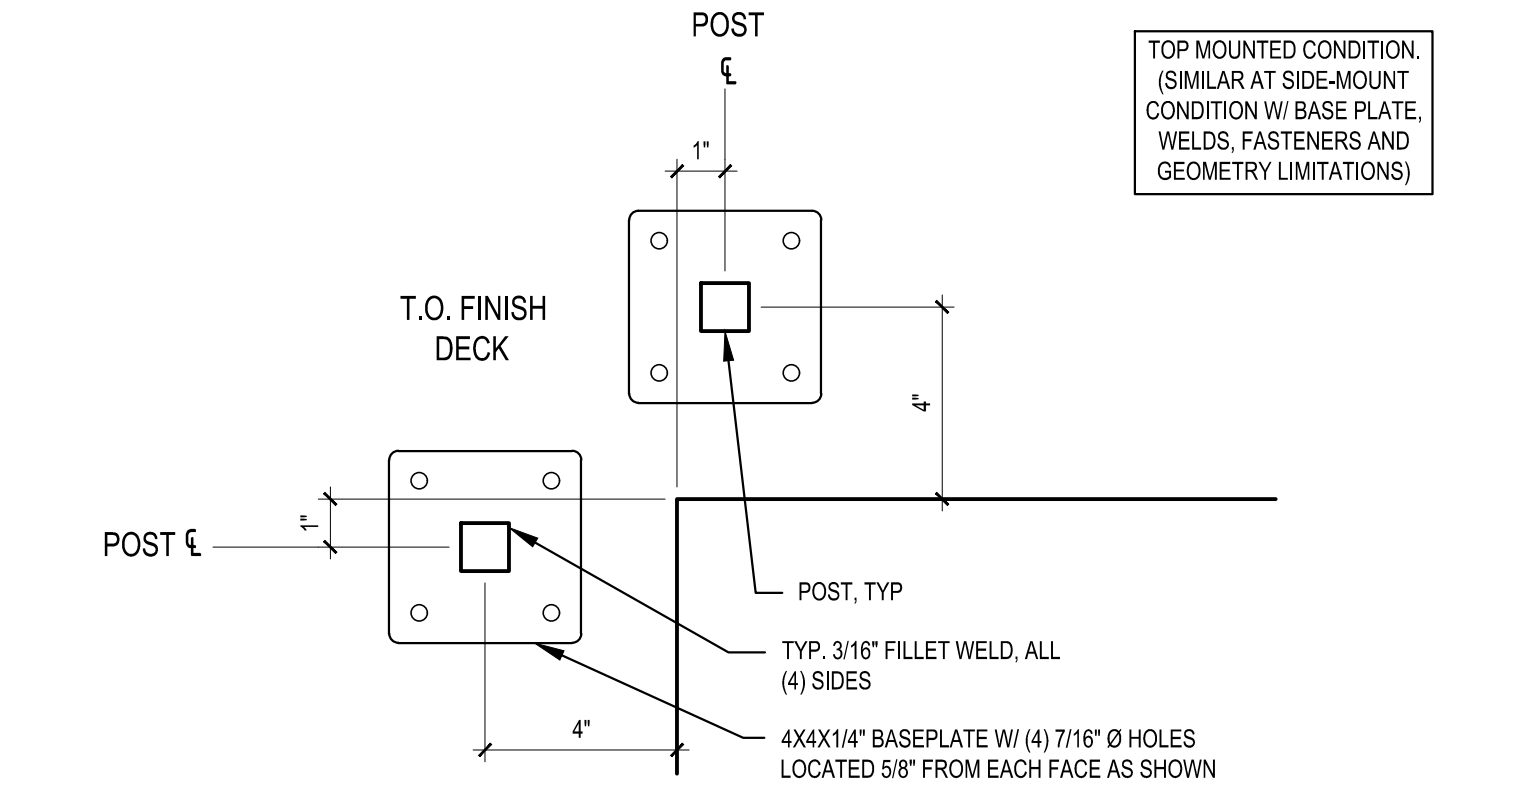 POST
℄
TOP MOUNTED CONDITION.
(SIMILAR AT SIDE-MOUNT
CONDITION W/ BASE PLATE,
WELDS, FASTENERS AND
GEOMETRY LIMITATIONS)
1"
T.O. FINISH
DECK
4"
1"
POST ℄
POST, TYP
TYP. 3/16" FILLET WELD, ALL
(4) SIDES
4"
4X4X1/4" BASEPLATE W/ (4) 7/16" Ø HOLES
LOCATED 5/8" FROM EACH FACE AS SHOWN